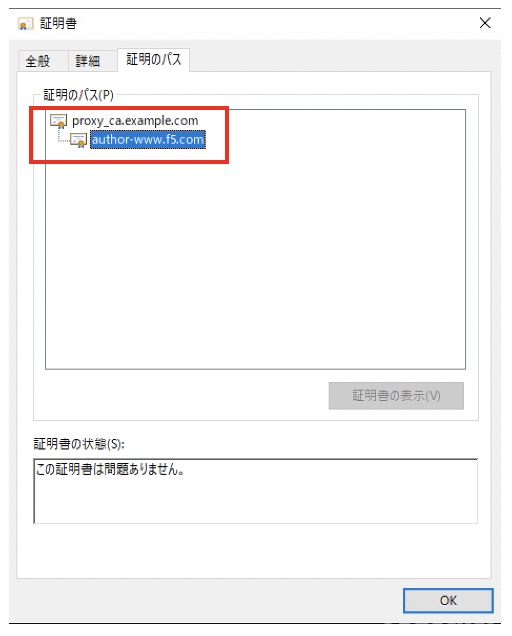 証明書
全般
詳細
証明のパス
証明のパス(P)
proxy_ca.example.com
author-www.f5.com
証明書の表示(V)
証明書の状態(S):
この証明書は問題ありません。
OK